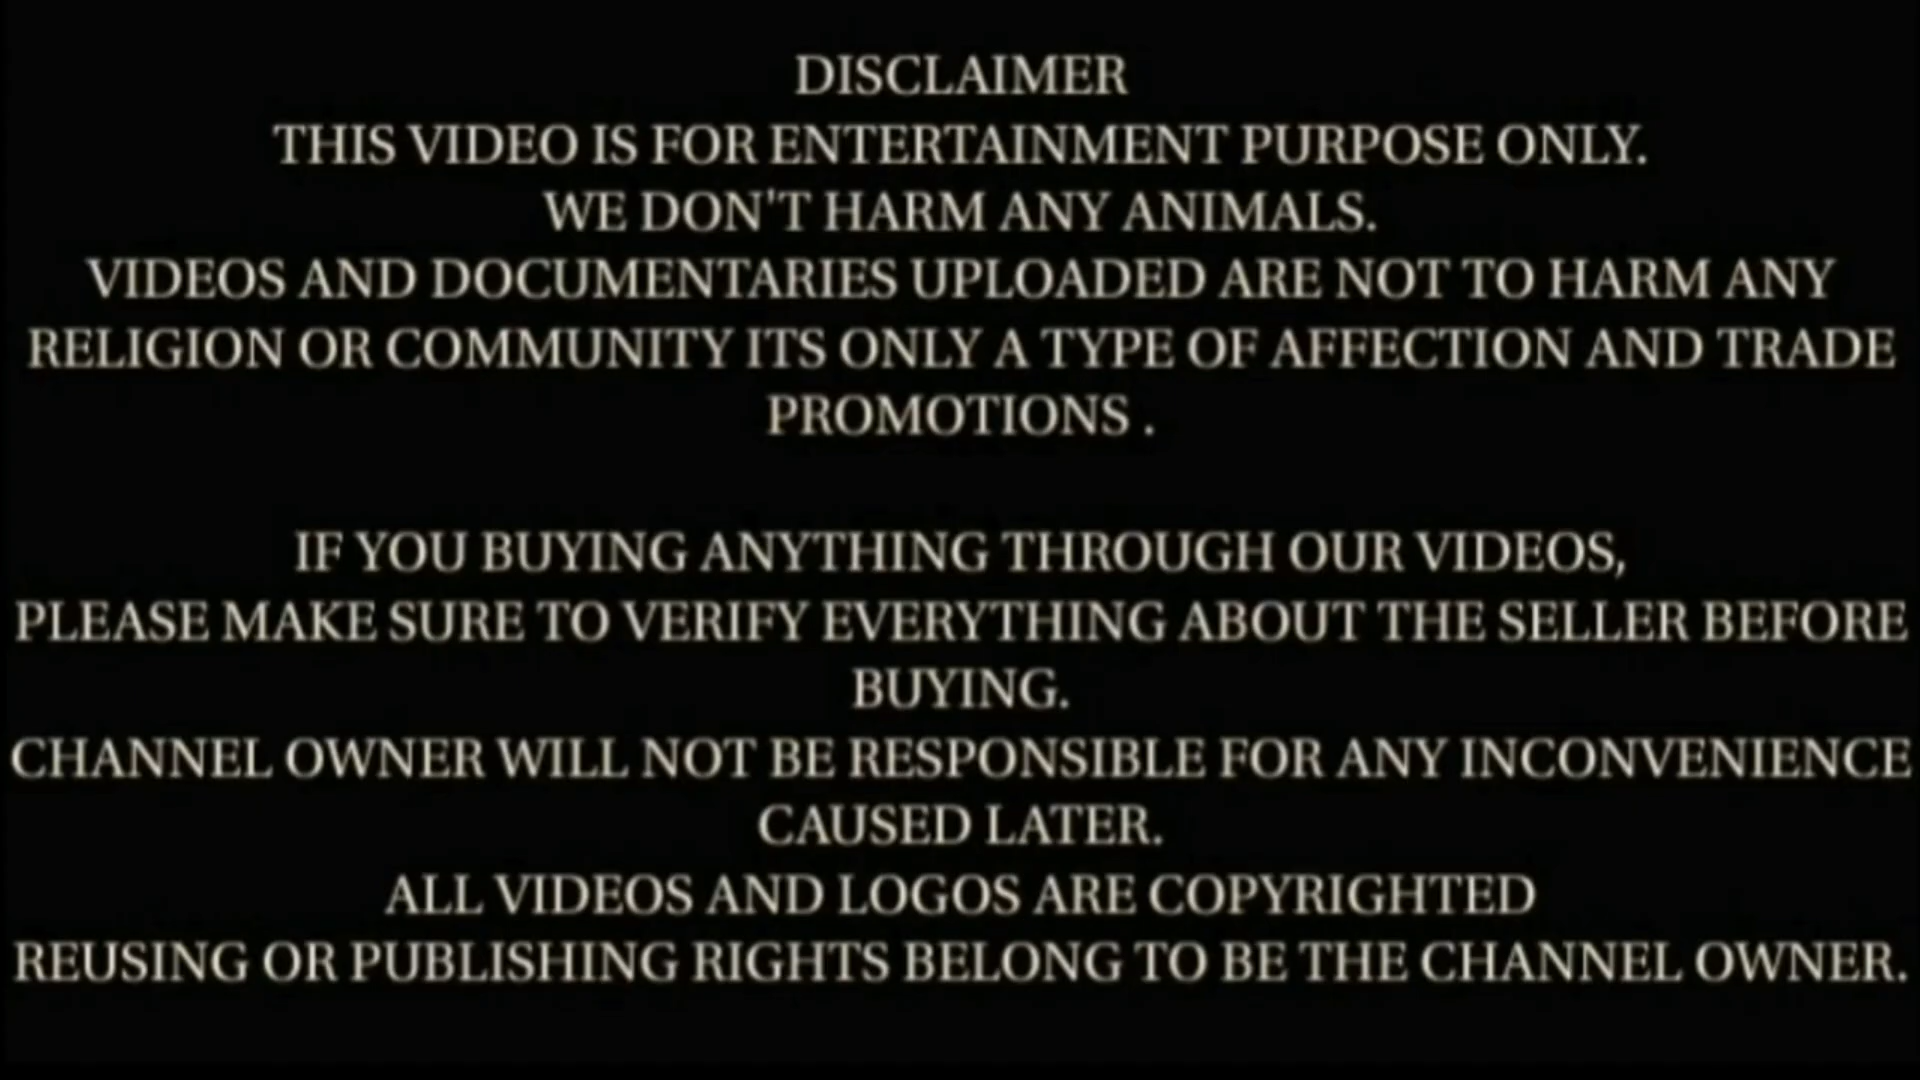 DISCLAIMER
THIS VIDEO IS FOR ENTERTAINMENT PURPOSE ONLY.
WE DON'T HARM ANY ANIMALS.
VIDEOS AND DOCUMENTARIES UPLOADED ARE NOT TO HARM ANY
RELIGION OR COMMUNITY ITS ONLY A TYPE OF AFFECTION AND TRADE
PROMOTIONS .
IF YOU BUYING ANYTHING THROUGH OUR VIDEOS,
PLEASE MAKE SURE TO VERIFY EVERYTHING ABOUT THE SELLER BEFORE
BUYING.
CHANNEL OWNER WILL NOT BE RESPONSIBLE FOR ANY INCONVENIENCE
CAUSED LATER.
ALL VIDEOS AND LOGOS ARE COPYRIGHTED
REUSING OR PUBLISHING RIGHTS BELONG TO BE THE CHANNEL OWNER.